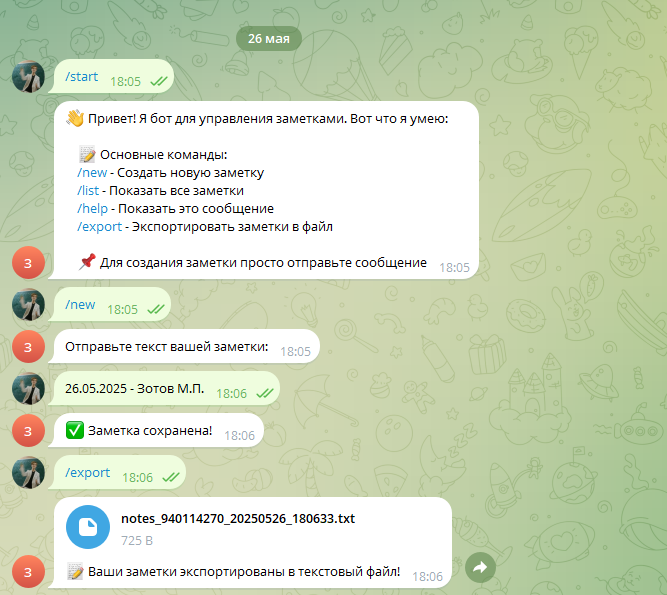 26 мая
/start 18:05
👋 Привет! Я бот для управления заметками. Вот что я умею:
📝 Основные команды:
/new - Создать новую заметку
/list - Показать все заметки
/help - Показать это сообщение
/export - Экспортировать заметки в файл
📌 Для создания заметки просто отправьте сообщение 18:05
З
/new 18:05
Отправьте текст вашей заметки: 18:05
З
26.05.2025 - Зотов М.П. 18:06
✅ Заметка сохранена! 18:06
З
/export 18:06
notes_940114270_20250526_180633.txt
725 B
📝 Ваши заметки экспортированы в текстовый файл! 18:06
З